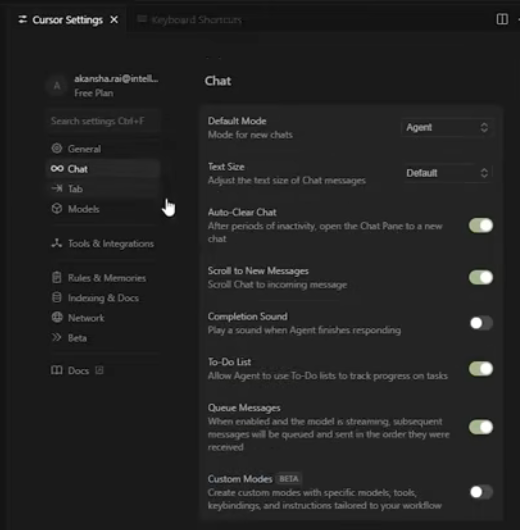 Cursor Settings
Keyboard Shortcuts
A
akansha.rai@intell...
Free Plan
Search settings Ctrl+F
General
Chat
Tab
Models
Tools & Integrations
Rules & Memories
Indexing & Docs
Network
Beta
Docs
Chat
Default Mode
Mode for new chats
Agent
Text Size
Adjust the text size of Chat messages
Default
Auto-Clear Chat
After periods of inactivity, open the Chat Pane to a new
chat
Scroll to New Messages
Scroll Chat to incoming message
Completion Sound
Play a sound when Agent finishes responding
To-Do List
Allow Agent to use To-Do lists to track progress on tasks
Queue Messages
When enabled and the model is streaming, subsequent
messages will be queued and sent in the order they were
received
Custom Modes BETA
Create custom modes with specific models, tools,
keybindings, and instructions tailored to your workflow